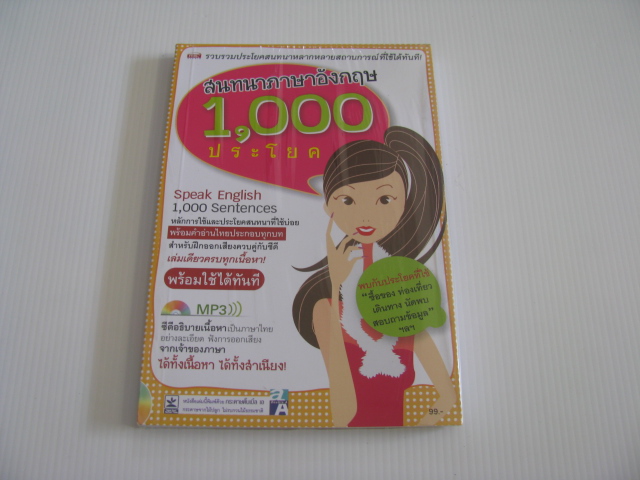 รวบรวมประโยคสนทนาหลากหลายสถานการณ์ ที่ใช้ได้ทันที!
สนทนาภาษาอังกฤษ
1,000
ประโยค
Speak English
1,000 Sentences
หลักการใช้และประโยคสนทนาที่ใช้บ่อย
พร้อมคำอ่านไทยประกอบทุกบท
สำหรับฝึกออกเสียงควบคู่กับซีดี
เล่มเดียวครบทุกเนื้อหา!
พร้อมใช้ได้ทันที
MP3
ซีดีอธิบายเนื้อหาเป็นภาษาไทย
อย่างละเอียด ฟังการออกเสียง
จากเจ้าของภาษา
ได้ทั้งเนื้อหา ได้ทั้งสำเนียง!
พบกับประโยคที่ใช้
"ซื้อของ ท่องเที่ยว
เดินทาง นัดพบ
สอบถามข้อมูล"
ฯลฯ
a
A
99.-